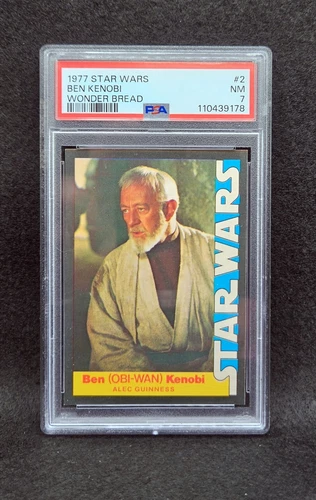 1977 STAR WARS #2
BEN KENOBI NM
WONDER BREAD 7
PSA 110439178
STAR WARS
Ben (OBI-WAN) Kenobi
ALEC GUINNESS